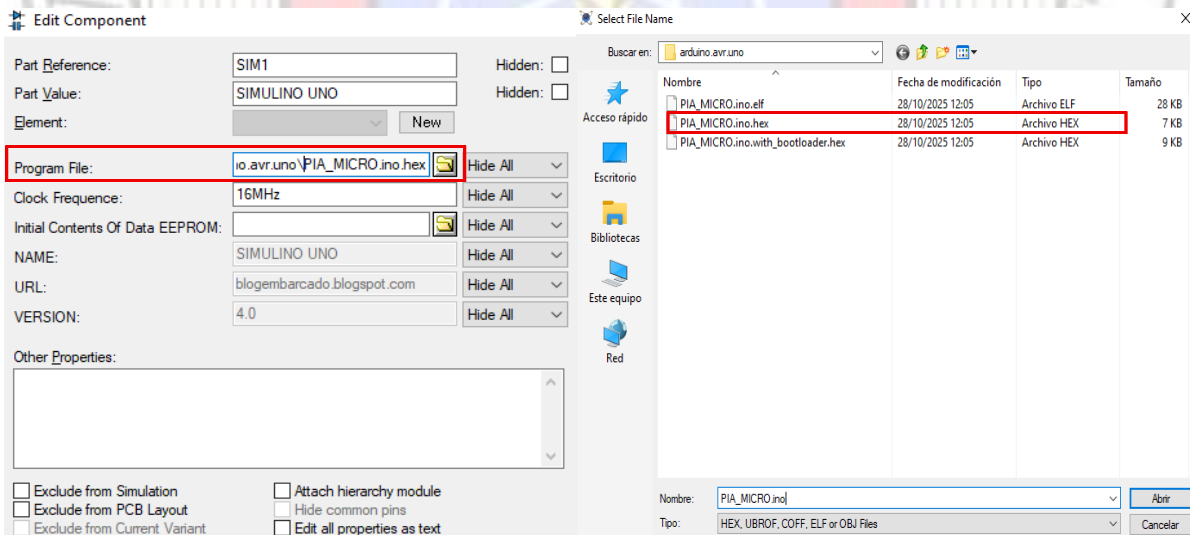 Edit Component
Part Reference: SIM1 Hidden:
Part Value: SIMULINO UNO Hidden:
Element: New
Program File: io.avr.uno\PIA_MICRO.ino.hex Hide All
Clock Frequence: 16MHz Hide All
Initial Contents Of Data EEPROM: Hide All
NAME: SIMULINO UNO Hide All
URL: blogembarcado.blogspot.com Hide All
VERSION: 4.0 Hide All
Other Properties:
Exclude from Simulation Attach hierarchy module
Exclude from PCB Layout Hide common pins
Exclude from Current Variant Edit all properties as text
Select File Name X
Buscar en: arduino.avr.uno
Acceso rápido
Escritorio
Bibliotecas
Este equipo
Red
Nombre Fecha de modificación Tipo Tamaño
PIA_MICRO.ino.elf 28/10/2025 12:05 Archivo ELF 28 KB
PIA_MICRO.ino.hex 28/10/2025 12:05 Archivo HEX 7 KB
PIA_MICRO.ino.with_bootloader.hex 28/10/2025 12:05 Archivo HEX 9 KB
Nombre: PIA_MICRO.ino Abrir
Tipo: HEX, UBROF, COFF, ELF or OBJ Files Cancelar